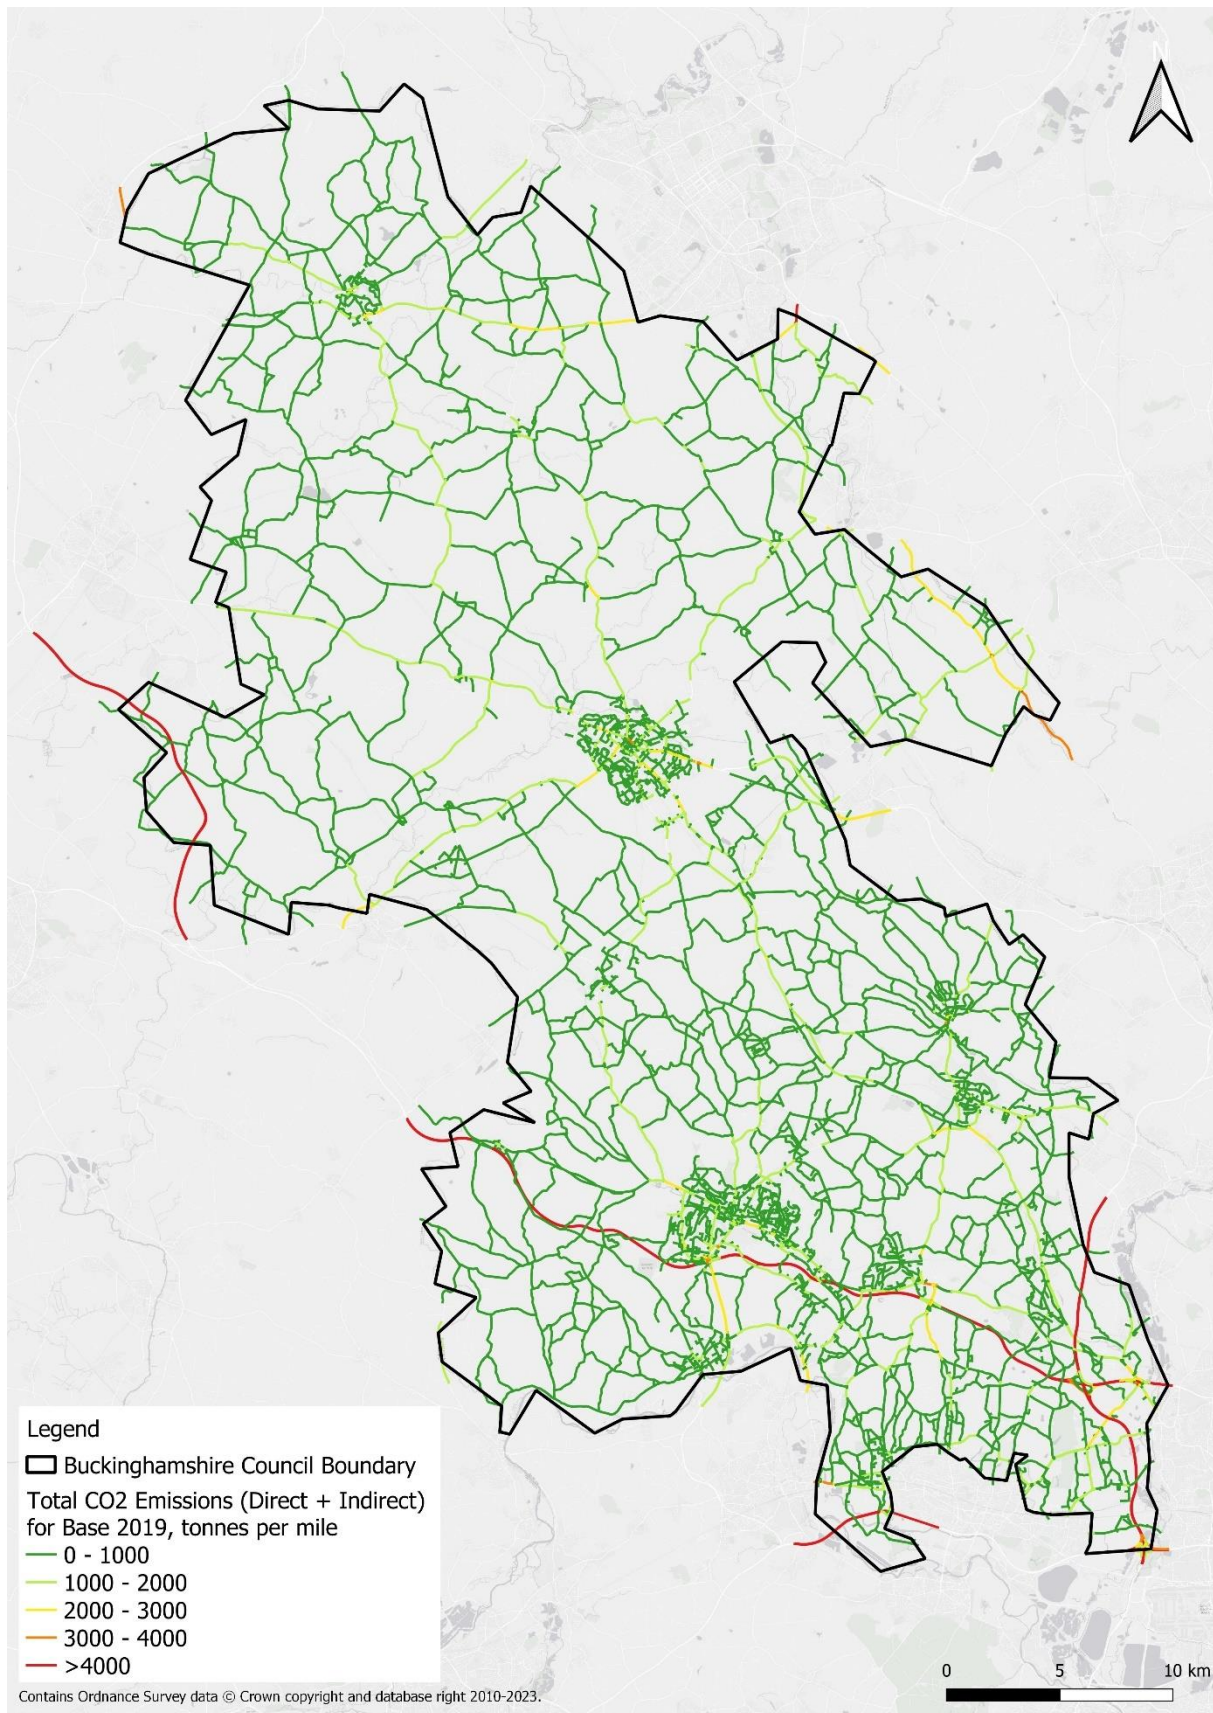 N
Legend
Buckinghamshire Council Boundary
Total CO2 Emissions (Direct + Indirect)
for Base 2019, tonnes per mile
0 - 1000
1000 - 2000
2000 - 3000
3000 - 4000
>4000
0 5 10 km
Contains Ordnance Survey data © Crown copyright and database right 2010-2023.